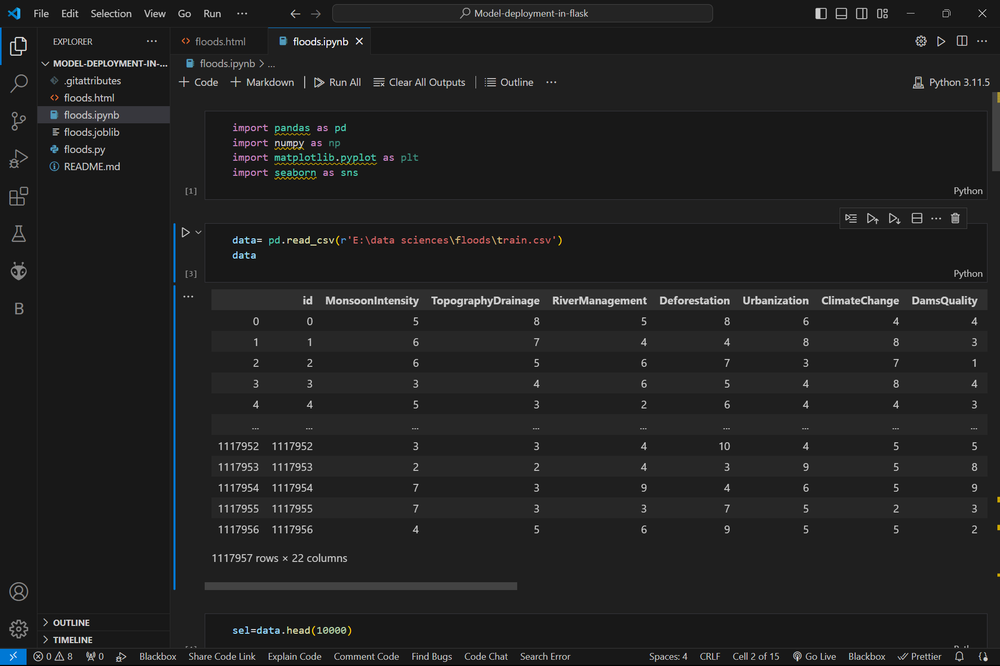 File Edit Selection View Go Run ... Model-deployment-in-flask
EXPLORER ...
MODEL-DEPLOYMENT-IN-...
.gitattributes
floods.html
floods.ipynb
floods.joblib
floods.py
README.md
OUTLINE
TIMELINE
floods.html floods.ipynb
floods.ipynb > ...
+ Code + Markdown | Run All Clear All Outputs | Outline ... Python 3.11.5
import pandas as pd
import numpy as np
import matplotlib.pyplot as plt
import seaborn as sns
[1] Python
data= pd.read_csv(r'E:\data sciences\floods\train.csv')
data
[3] Python
id MonsoonIntensity TopographyDrainage RiverManagement Deforestation Urbanization ClimateChange DamsQuality
0 0 5 8 5 8 6 4 4
1 1 6 7 4 4 8 8 3
2 2 6 5 6 7 3 7 1
3 3 3 4 6 5 4 8 4
4 4 5 3 2 6 4 4 3
... ... ... ... ... ... ... ... ...
1117952 1117952 3 3 4 10 4 5 5
1117953 1117953 2 2 4 3 9 5 8
1117954 1117954 7 3 9 4 6 5 9
1117955 1117955 7 3 3 7 5 2 3
1117956 1117956 4 5 6 9 5 5 2
1117957 rows × 22 columns
sel=data.head(10000)
0 8 0 Blackbox Share Code Link Explain Code Comment Code Find Bugs Code Chat Search Error Spaces: 4 CRLF Cell 2 of 15 Go Live Blackbox Prettier